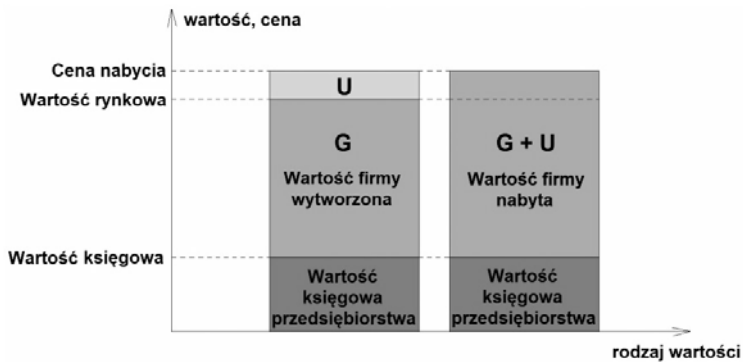 wartość, cena
Cena nabycia
Wartość rynkowa
Wartość księgowa
U
G
Wartość firmy
wytworzona
Wartość
księgowa
przedsiębiorstwa
G + U
Wartość firmy
nabyta
Wartość
księgowa
przedsiębiorstwa
rodzaj wartości